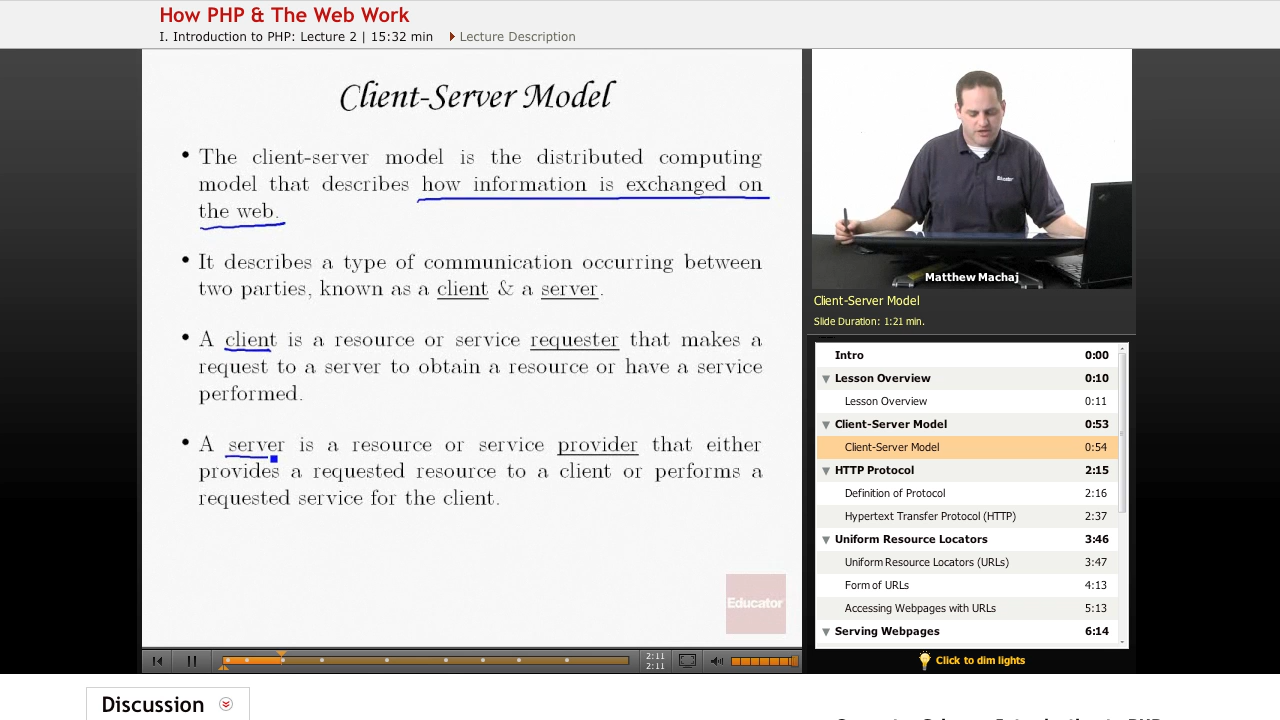 How PHP & The Web Work
I. Introduction to PHP: Lecture 2 | 15:32 min Lecture Description
Client-Server Model
• The client-server model is the distributed computing
model that describes how information is exchanged on
the web.
• It describes a type of communication occurring between
two parties, known as a client & a server.
• A client is a resource or service requester that makes a
request to a server to obtain a resource or have a service
performed.
• A server is a resource or service provider that either
provides a requested resource to a client or performs a
requested service for the client.
Educator
2:11
2:11
Educator
Matthew Machaj
Client-Server Model
Slide Duration: 1:21 min.
Intro 0:00
Lesson Overview 0:10
Lesson Overview 0:11
Client-Server Model 0:53
Client-Server Model 0:54
HTTP Protocol 2:15
Definition of Protocol 2:16
Hypertext Transfer Protocol (HTTP) 2:37
Uniform Resource Locators 3:46
Uniform Resource Locators (URLs) 3:47
Form of URLs 4:13
Accessing Webpages with URLs 5:13
Serving Webpages 6:14
Click to dim lights
Discussion